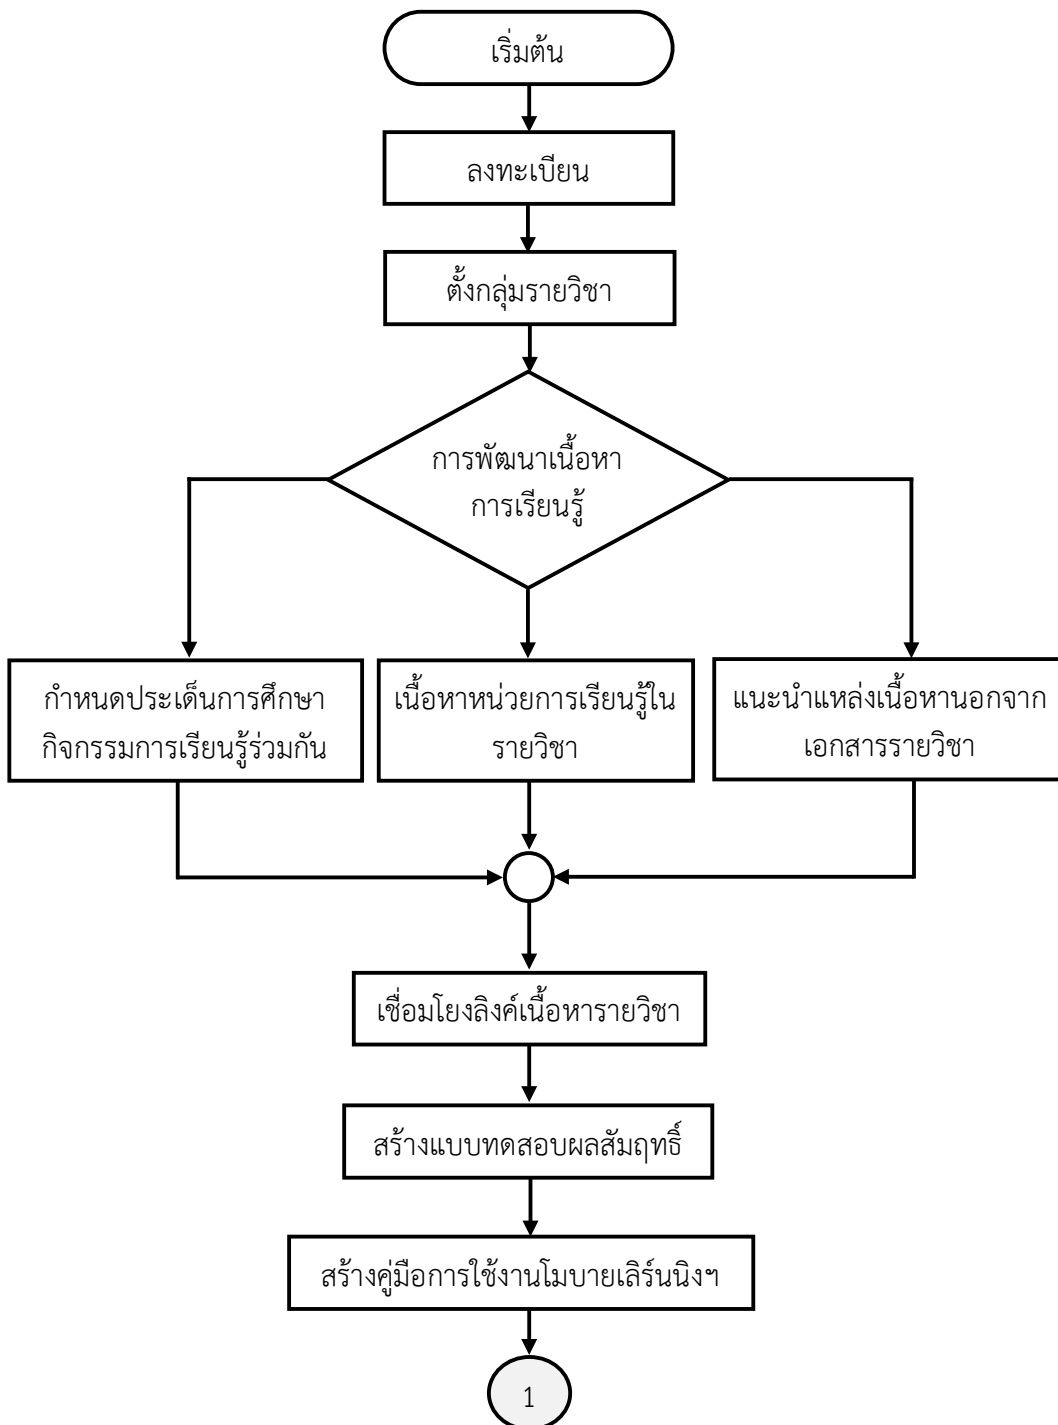 เริ่มต้น
ลงทะเบียน
ตั้งกลุ่มรายวิชา
การพัฒนาเนื้อหา
การเรียนรู้
กำหนดประเด็นการศึกษา
กิจกรรมการเรียนรู้ร่วมกัน
เนื้อหาหน่วยการเรียนรู้ใน
รายวิชา
แนะนำแหล่งเนื้อหานอกจาก
เอกสารรายวิชา
เชื่อมโยงลิงค์เนื้อหารายวิชา
สร้างแบบทดสอบผลสัมฤทธิ์
สร้างคู่มือการใช้งานโมบายเลิร์นนิงฯ
1